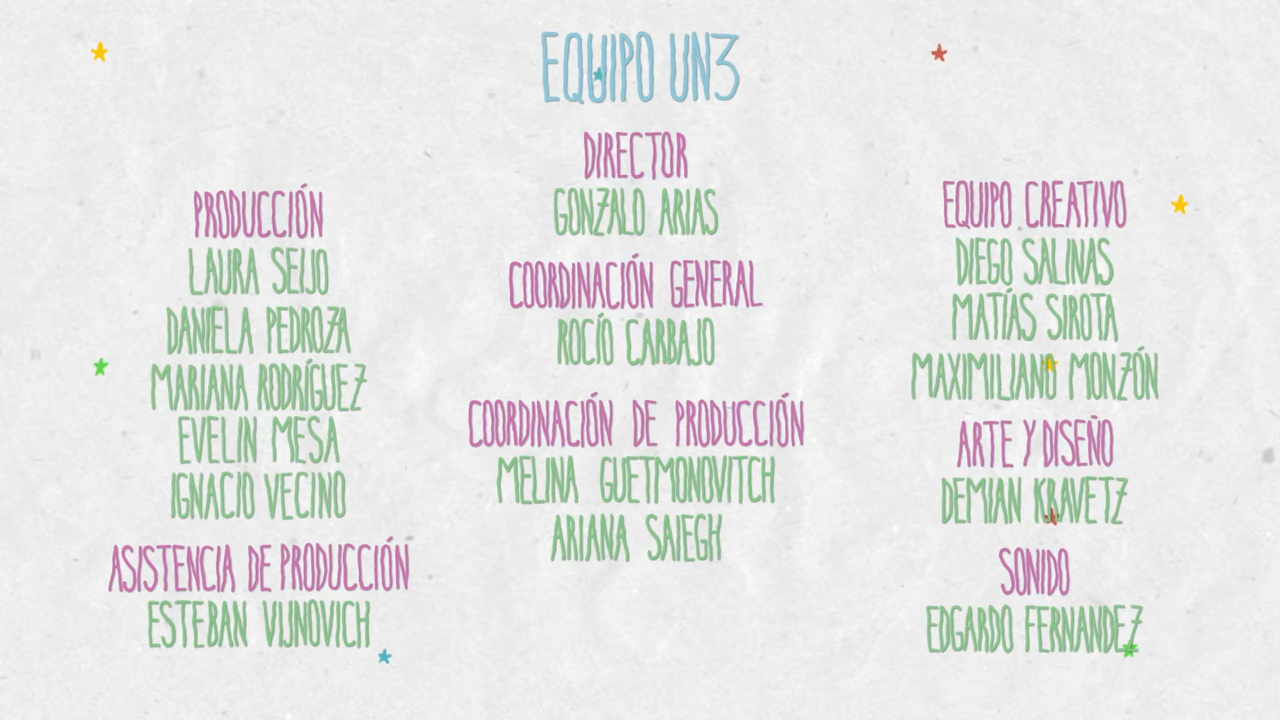 EQUIPO UN3
PRODUCCIÓN
LAURA SEIJO
DANIELA PEDROZA
MARIANA RODRÍGUEZ
EVELIN MESA
IGNACIO VECINO
ASISTENCIA DE PRODUCCIÓN
ESTEBAN VIJNOVICH
DIRECTOR
GONZALO ARIAS
COORDINACIÓN GENERAL
ROCÍO CARBAJO
COORDINACIÓN DE PRODUCCIÓN
MELINA GUETMONOVITCH
ARIANA SAIEGH
EQUIPO CREATIVO
DIEGO SALINAS
MATÍAS SIROTA
MAXIMILIANO MONZÓN
ARTE Y DISEÑO
DEMIAN KRAVETZ
SONIDO
EDGARDO FERNANDEZ